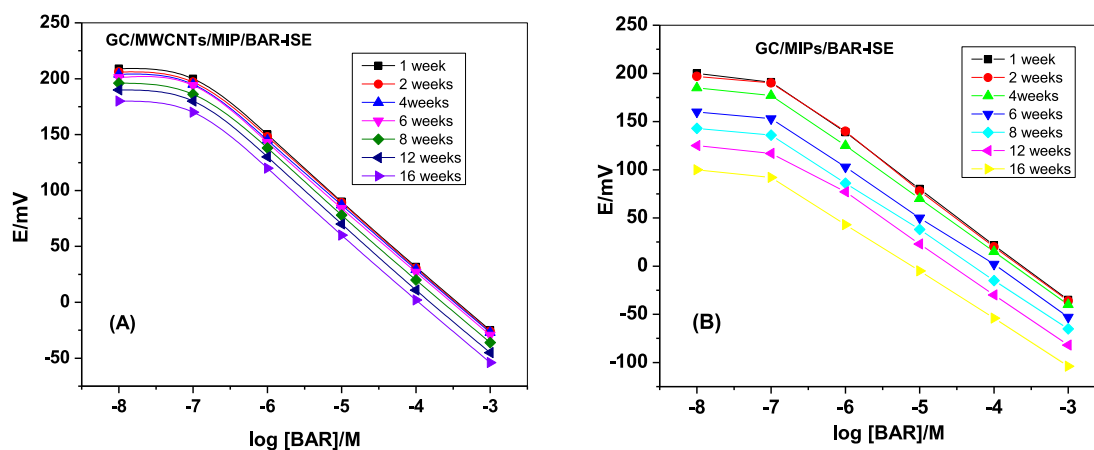 GC/MWCNTs/MIP/BAR-ISE
1 week
2 weeks
4weeks
6 weeks
8 weeks
12 weeks
16 weeks
250
200
150
100
50
0
-50
E/mV
(A)
-8 -7 -6 -5 -4 -3
log [BAR]/M
GC/MIPs/BAR-ISE
1 week
2 weeks
4weeks
6 weeks
8 weeks
12 weeks
16 weeks
250
200
150
100
50
0
-50
-100
E/mV
(B)
-8 -7 -6 -5 -4 -3
log [BAR]/M